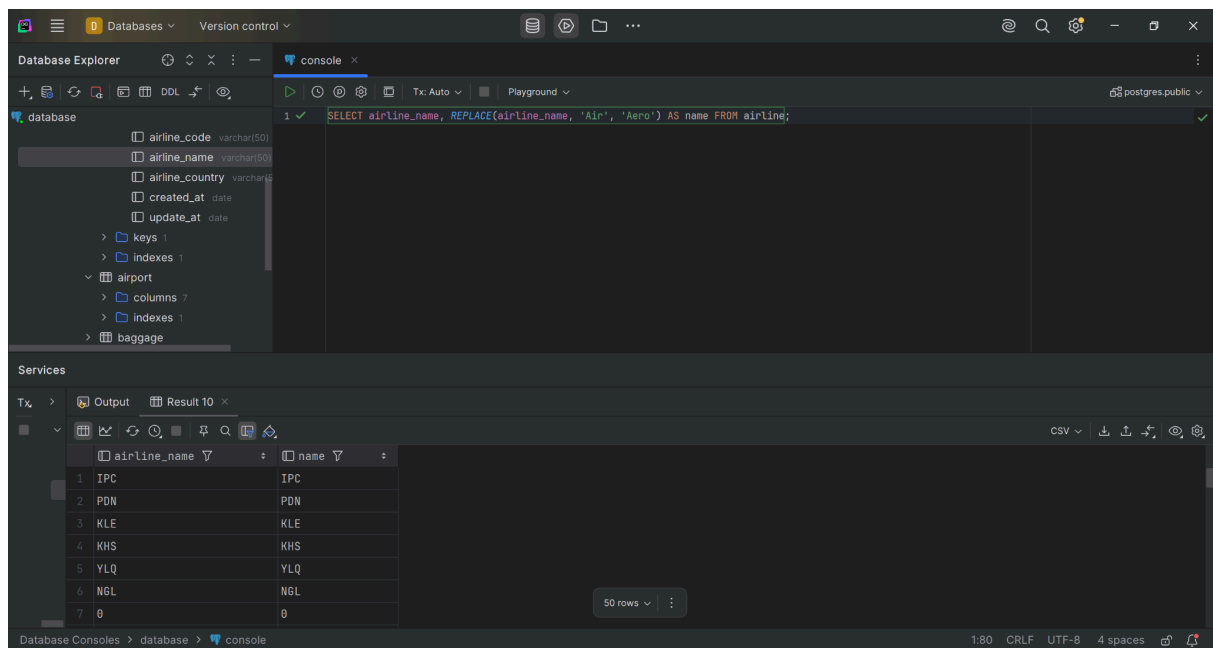 D Databases Version control
Database Explorer
console
DDL
Tx: Auto Playground postgres.public
database
1 SELECT airline_name, REPLACE(airline_name, 'Air', 'Aero') AS name FROM airline;
airline_code varchar(50)
airline_name varchar(50)
airline_country varchar(5
created_at date
update_at date
keys 1
indexes 1
airport
columns 7
indexes 1
baggage
Services
Tx Output Result 10
CSV
airline_name name
1 IPC IPC
2 PDN PDN
3 KLE KLE
4 KHS KHS
5 YLQ YLQ
6 NGL NGL
7 0 0
50 rows
Database Consoles > database > console 1:80 CRLF UTF-8 4 spaces